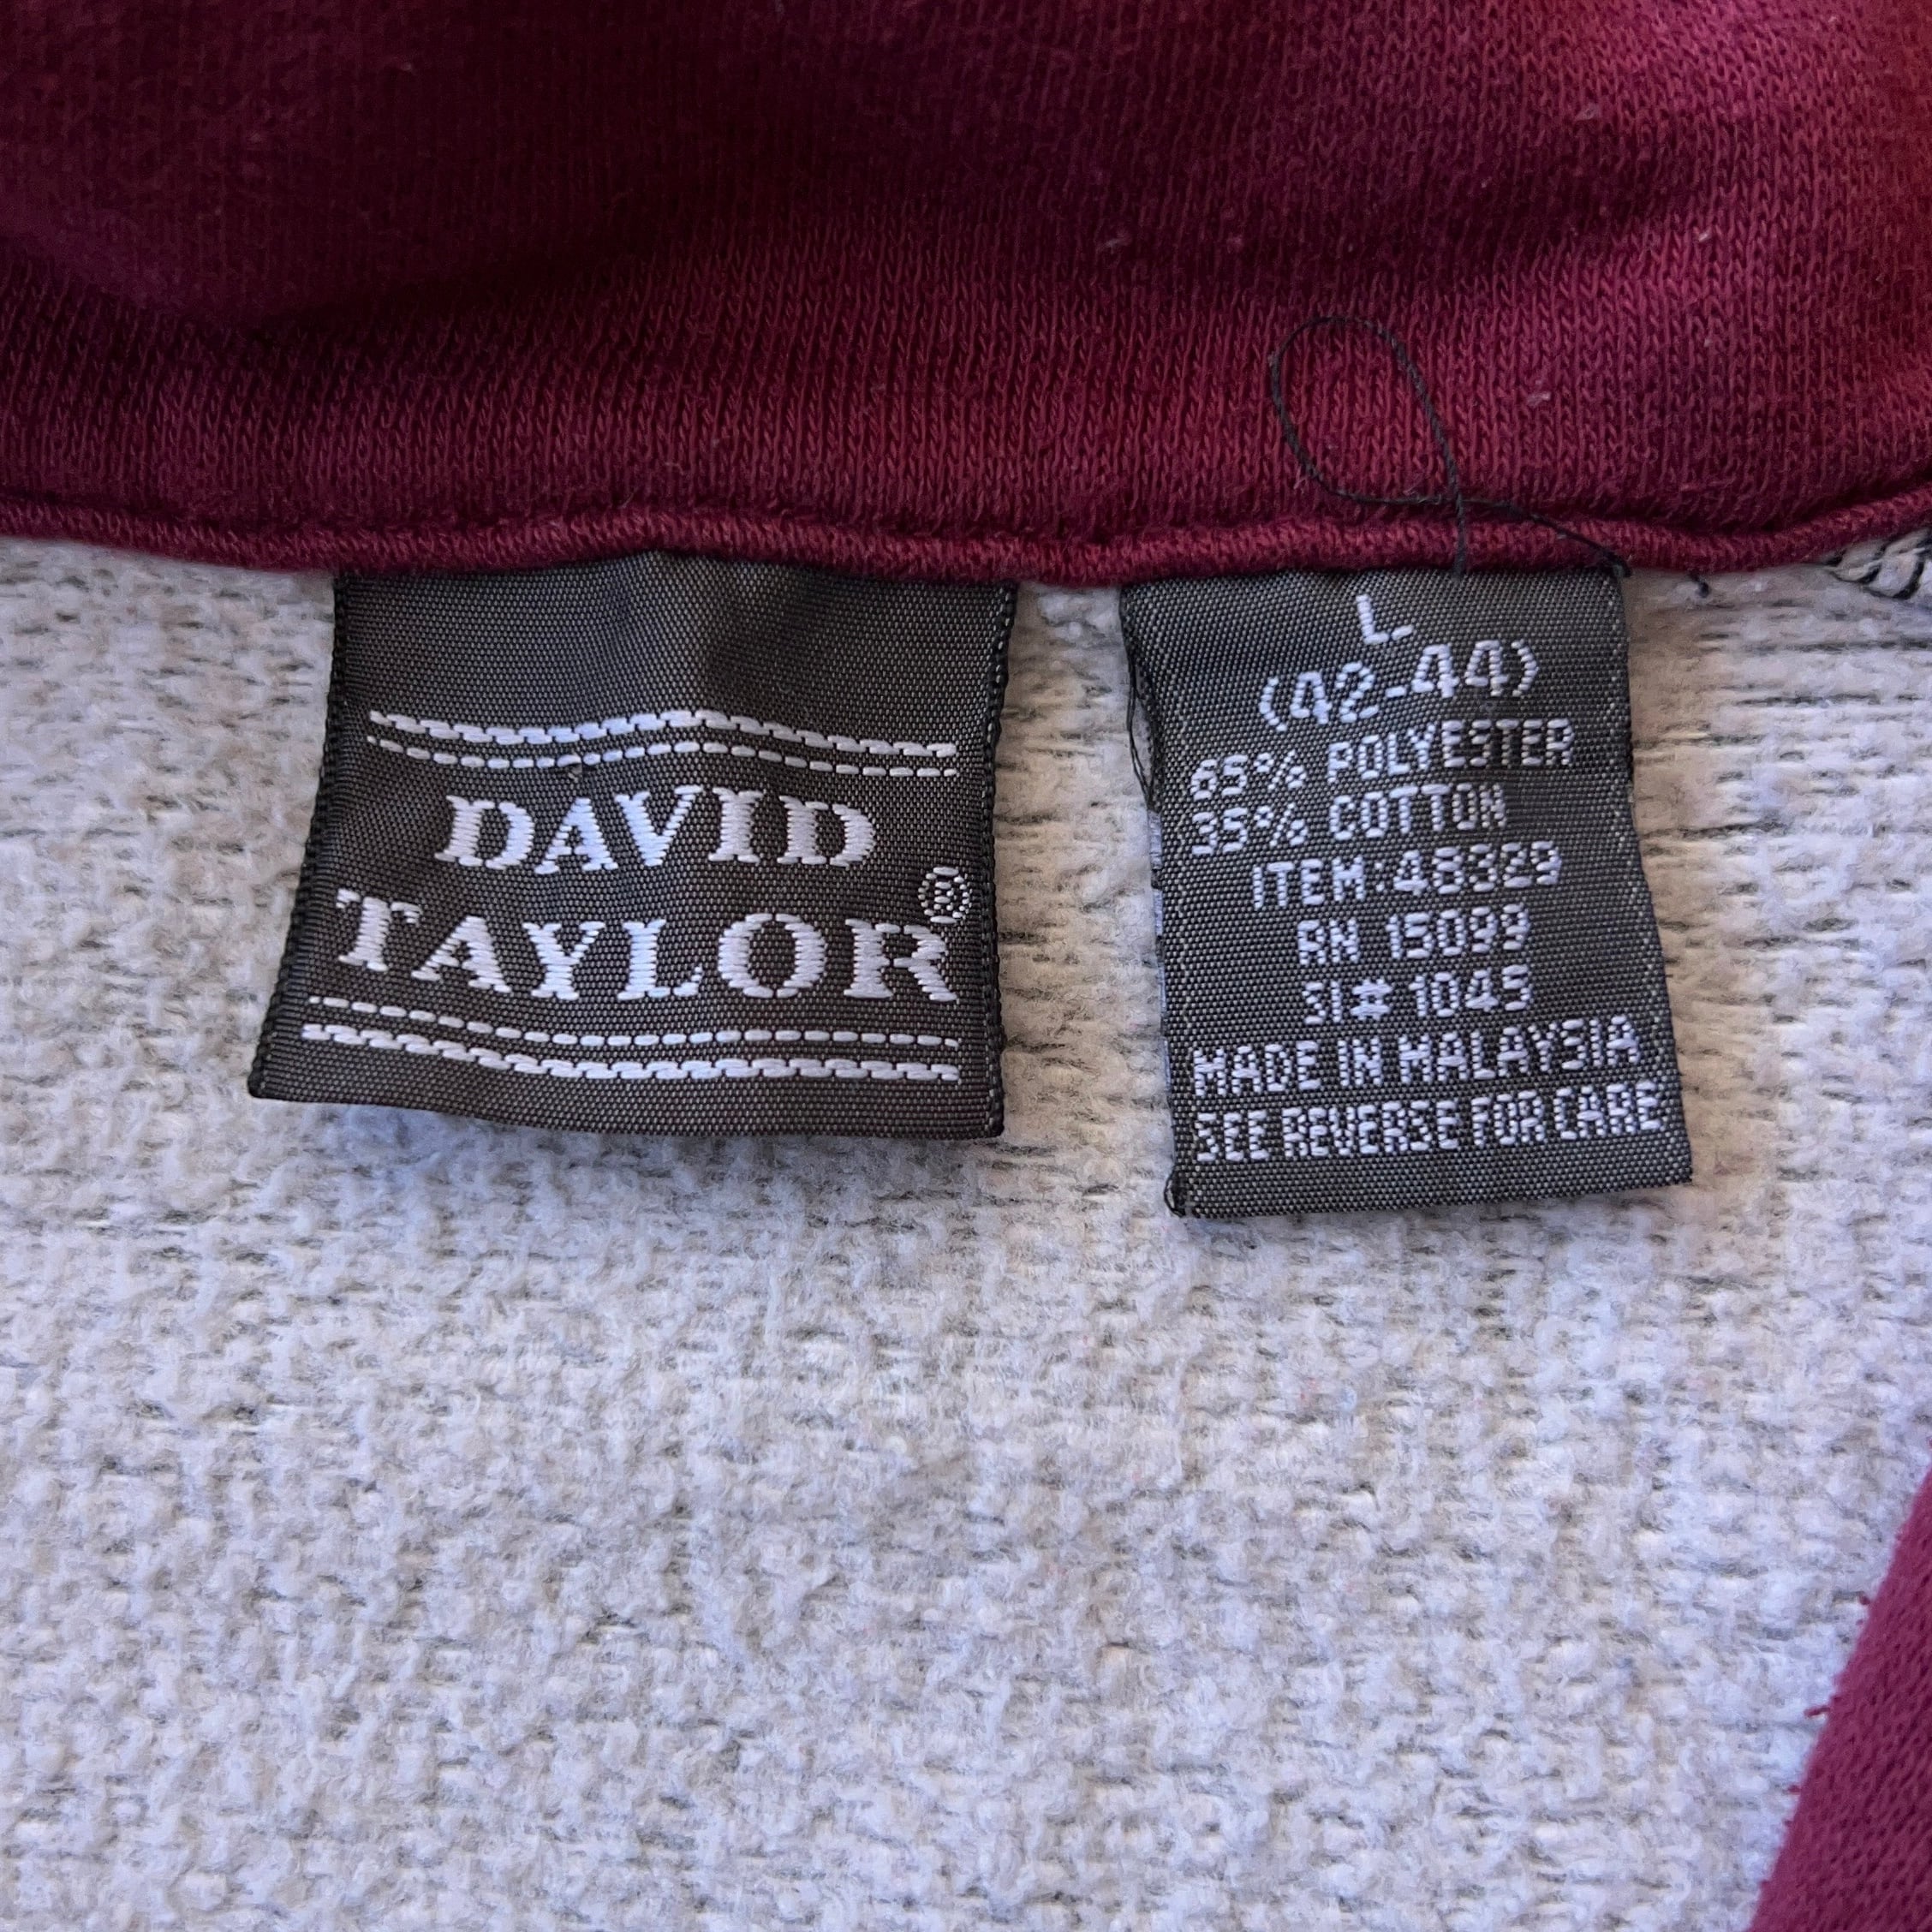 DAVID
TAYLOR®
L
(42-44)
65% POLYESTER
35% COTTON
ITEM:48329
RN 15099
SI# 1045
MADE IN MALAYSIA
SEE REVERSE FOR CARE